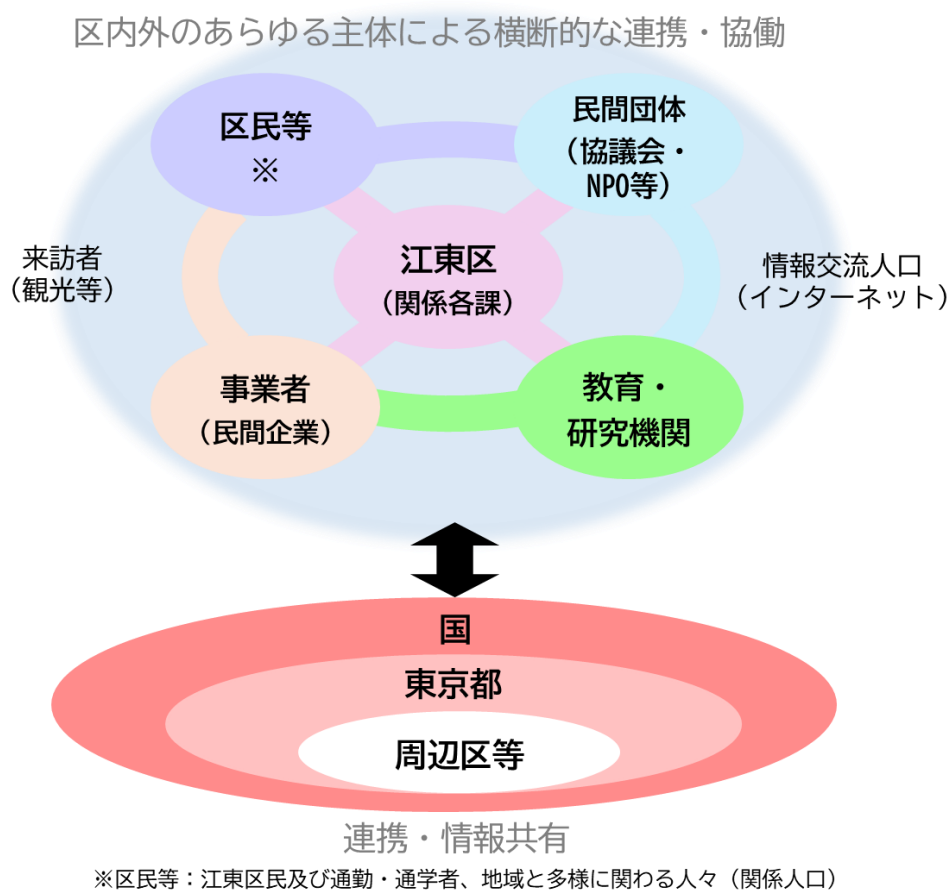 区内外のあらゆる主体による横断的な連携・協働
区民等
※
民間団体
（協議会・
NPO等）
来訪者
（観光等）
江東区
（関係各課）
情報交流人口
（インターネット）
事業者
（民間企業）
教育・
研究機関
国
東京都
周辺区等
連携・情報共有
※区民等：江東区民及び通勤・通学者、地域と多様に関わる人々（関係人口）